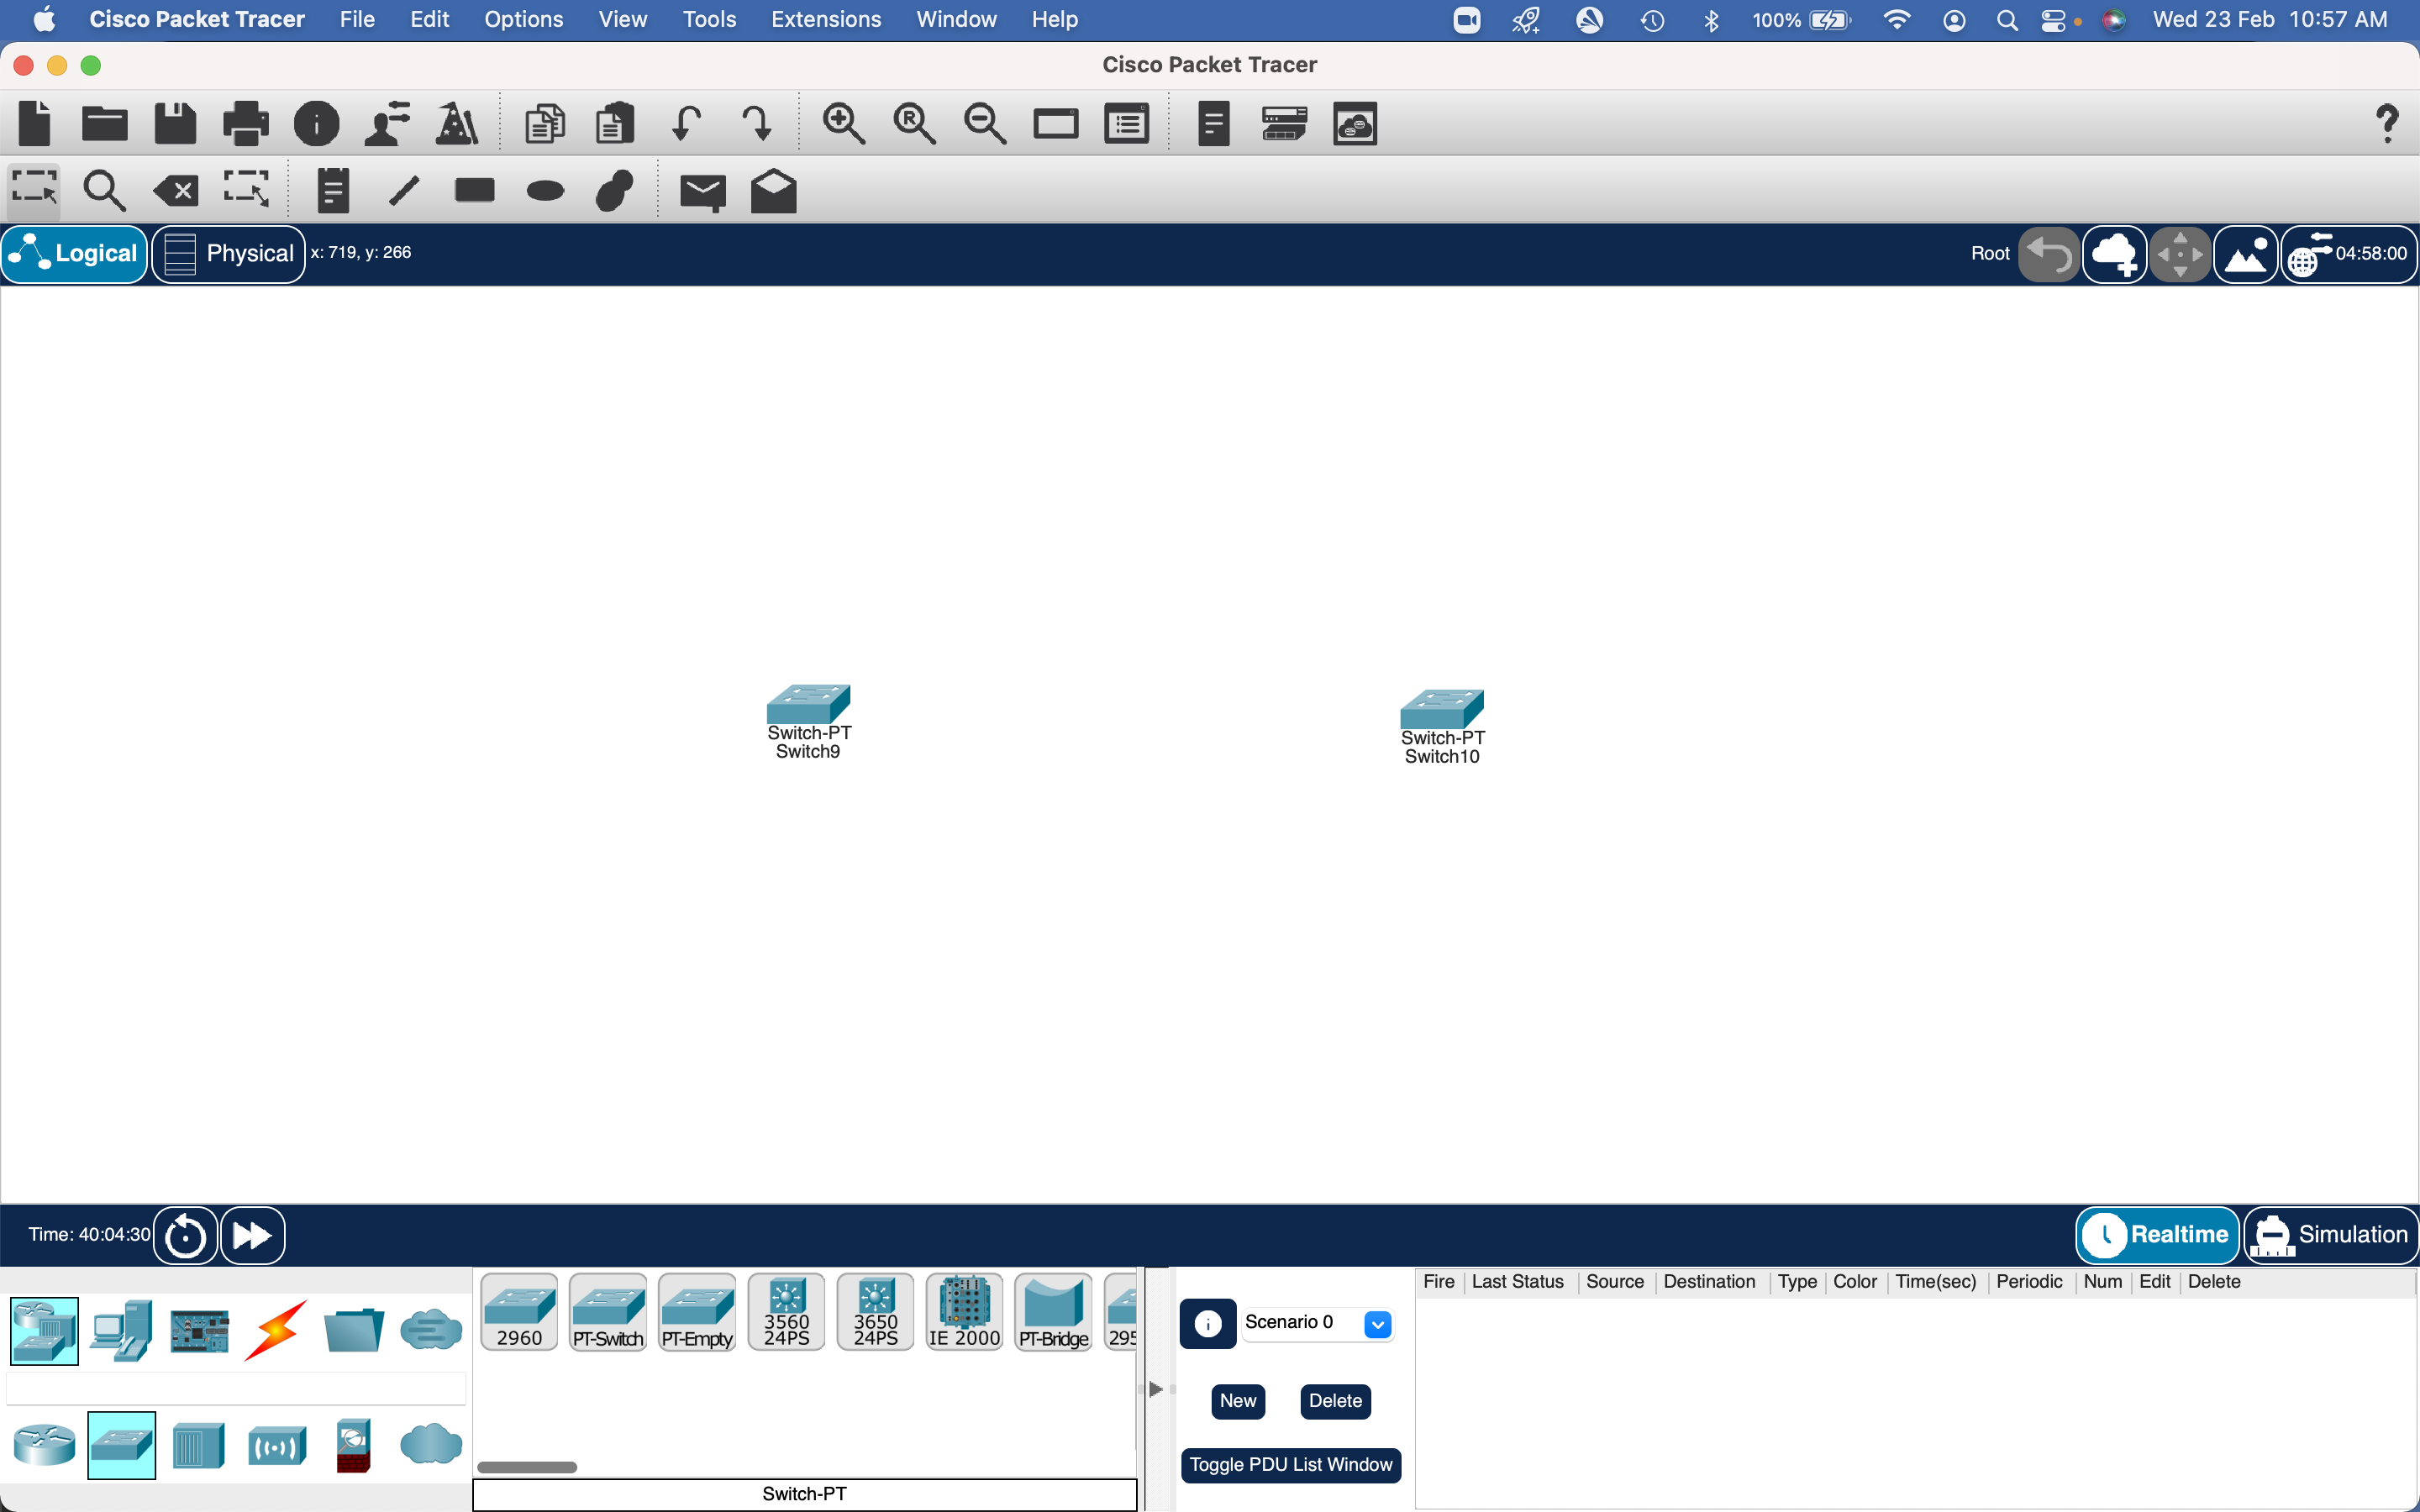 Cisco Packet Tracer File Edit Options View Tools Extensions Window Help 100% Wed 23 Feb 10:57 AM
Cisco Packet Tracer
Logical Physical x: 719, y: 266 Root 04:58:00
Switch-PT
Switch9
Switch-PT
Switch10
Time: 40:04:30 Realtime Simulation
2960
PT-Switch
PT-Empty
3560
24PS
3650
24PS
IE 2000
PT-Bridge
295
Switch-PT
Scenario 0
New Delete
Toggle PDU List Window
Fire Last Status Source Destination Type Color Time(sec) Periodic Num Edit Delete